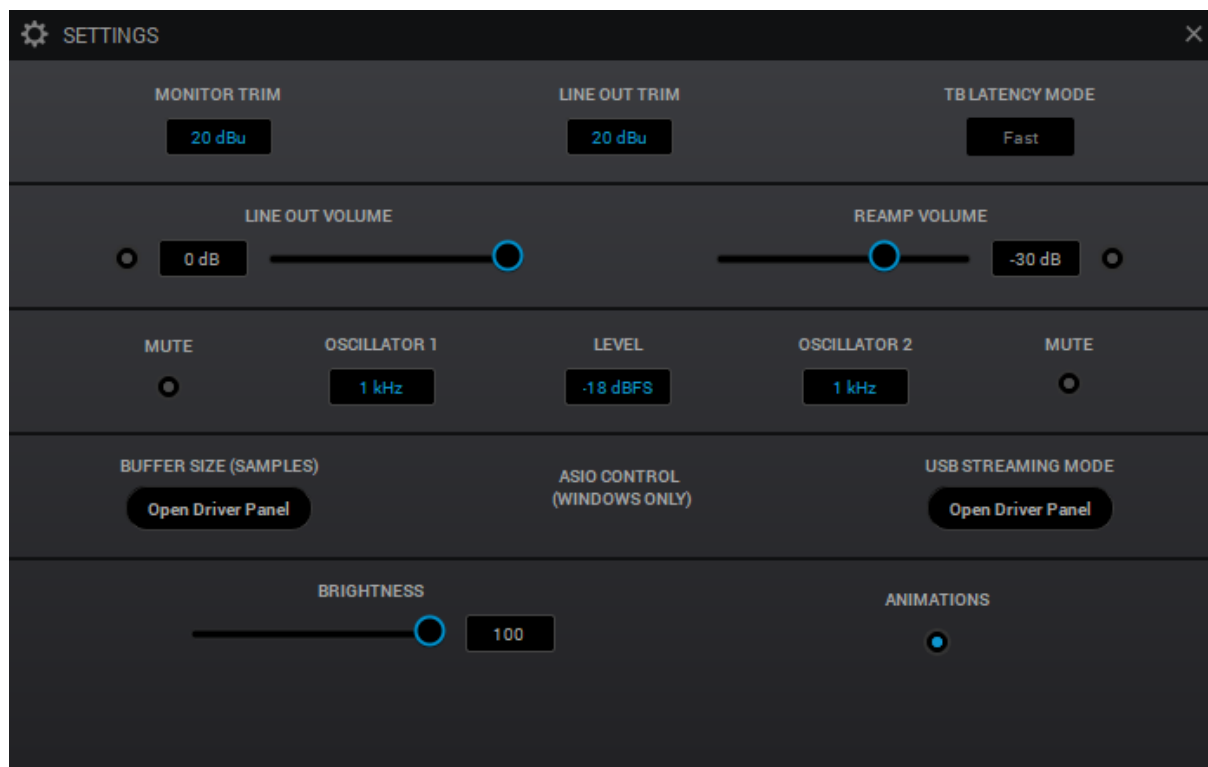 SETTINGS
MONITOR TRIM
LINE OUT TRIM
TB LATENCY MODE
20 dBu
20 dBu
Fast
LINE OUT VOLUME
REAMP VOLUME
0 dB
-30 dB
MUTE
OSCILLATOR 1
LEVEL
OSCILLATOR 2
MUTE
1 kHz
-18 dBFS
1 kHz
BUFFER SIZE (SAMPLES)
ASIO CONTROL
(WINDOWS ONLY)
USB STREAMING MODE
Open Driver Panel
Open Driver Panel
BRIGHTNESS
ANIMATIONS
100